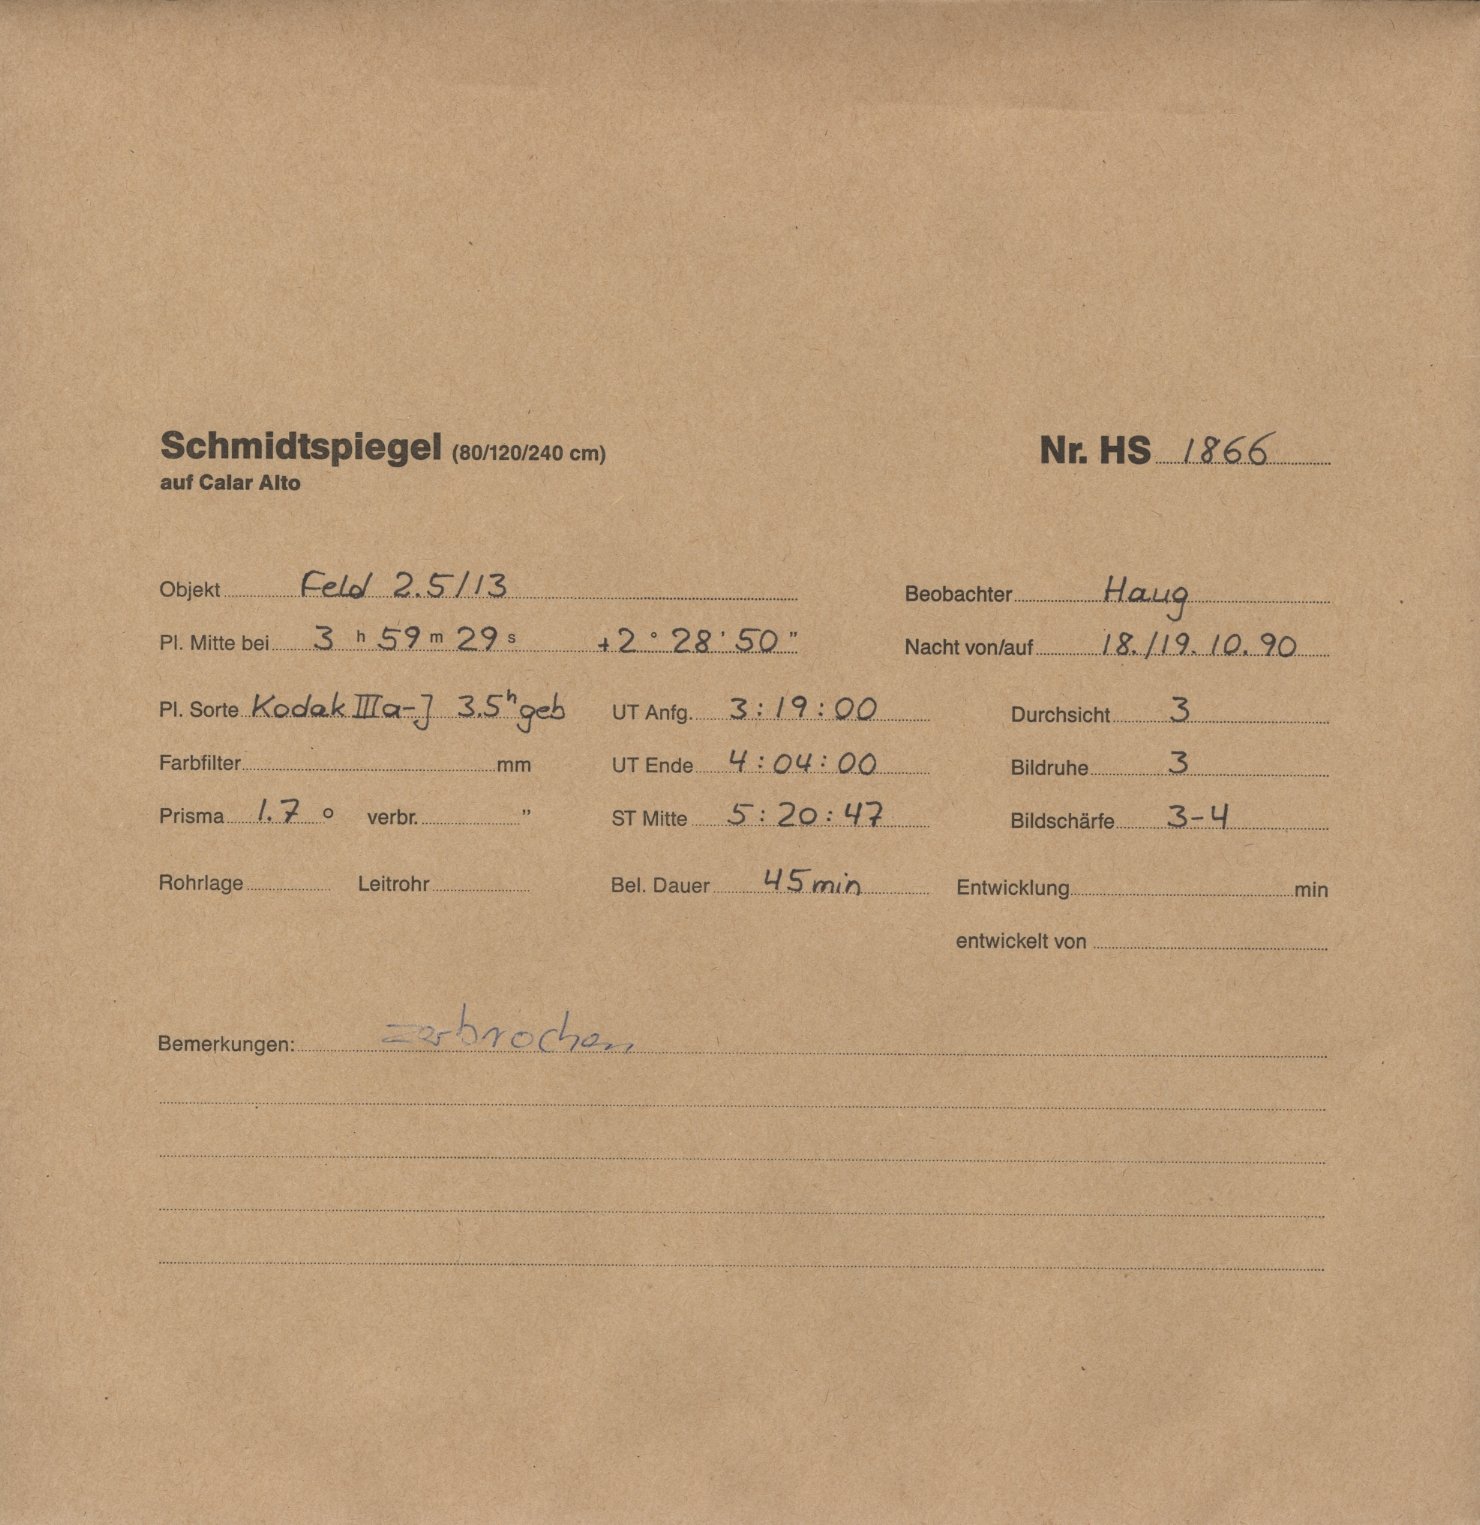 Schmidtspiegel (80/120/240 cm)
auf Calar Alto
Nr. HS 1866
Objekt Feld 2.5/13
Beobachter Haug
Pl. Mitte bei 3 h 59 m 29 s +2 ° 28 ' 50 "
Nacht von/auf 18./19. 10. 90
Pl. Sorte Kodak IIIa-J 3.5h geb
UT Anfg. 3:19:00
Durchsicht 3
Farbfilter mm
UT Ende 4:04:00
Bildruhe 3
Prisma 1.7 ° verbr. "
ST Mitte 5:20:47
Bildschärfe 3-4
Rohrlage Leitrohr
Bel. Dauer 45 min
Entwicklung min
entwickelt von
Bemerkungen: zerbrochen